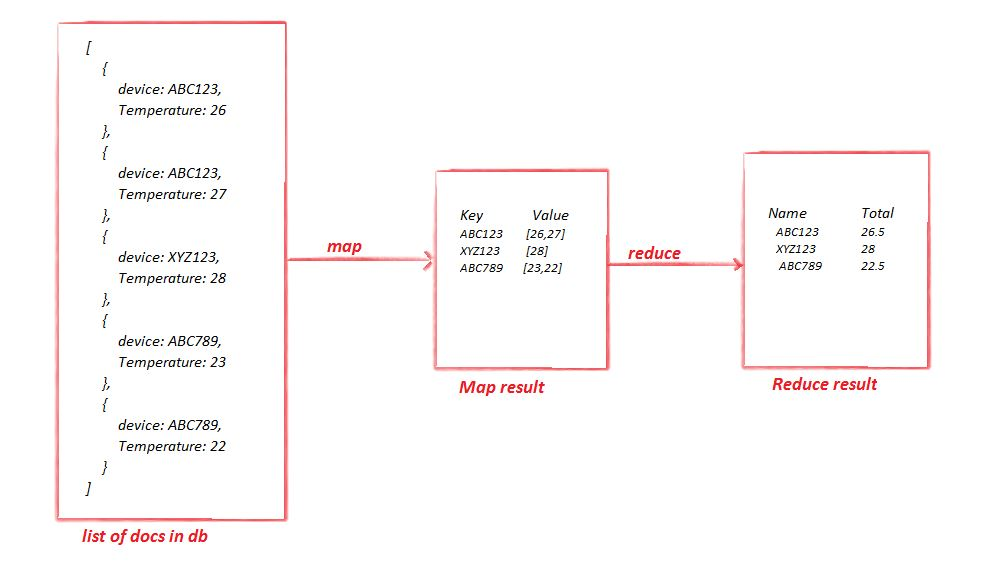 [
{
device: ABC123,
Temperature: 26
},
{
device: ABC123,
Temperature: 27
},
{
device: XYZ123,
Temperature: 28
},
{
device: ABC789,
Temperature: 23
},
{
device: ABC789,
Temperature: 22
}
]
list of docs in db
map
Key Value
ABC123 [26,27]
XYZ123 [28]
ABC789 [23,22]
Map result
reduce
Name Total
ABC123 26.5
XYZ123 28
ABC789 22.5
Reduce result